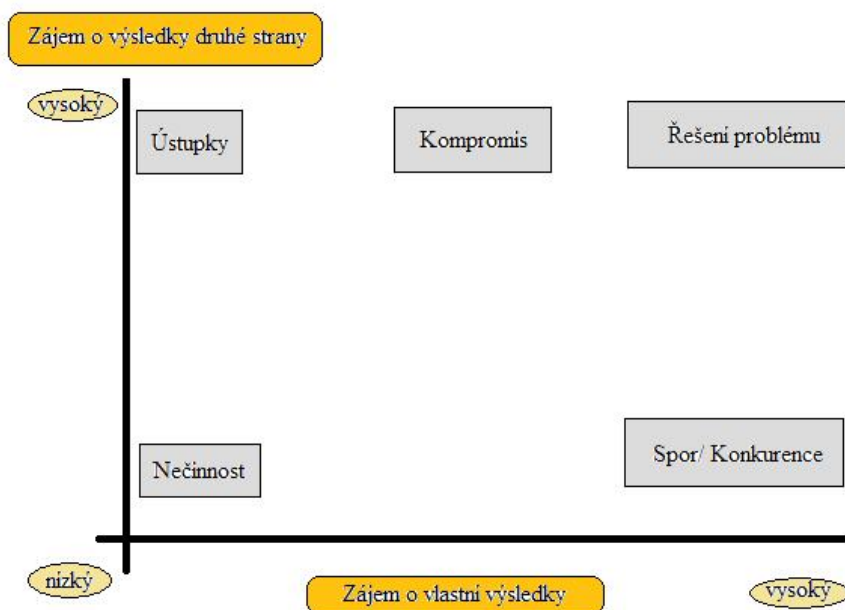 Zájem o výsledky druhé strany
vysoký
Ústupky
Kompromis
Řešení problému
Nečinnost
Spor/ Konkurence
nízký
Zájem o vlastní výsledky
vysoký